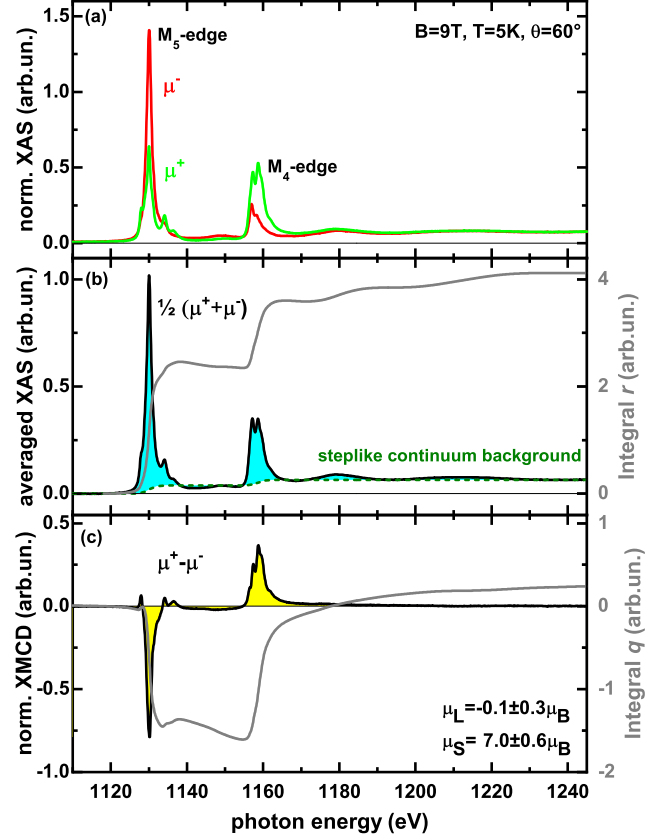 (a)
M5-edge
B=9T, T=5K, θ=60°
μ-
μ+
M4-edge
norm. XAS (arb.un.)
1.5
1.0
0.5
0.0
(b)
½ (μ++μ-)
steplike continuum background
averaged XAS (arb.un.)
1.0
0.5
0.0
Integral r (arb.un.)
4
2
0
(c)
μ+-μ-
μL=-0.1±0.3μB
μS= 7.0±0.6μB
norm. XMCD (arb.un.)
0.5
0.0
-0.5
-1.0
Integral q (arb.un.)
1
0
-1
-2
1120 1140 1160 1180 1200 1220 1240
photon energy (eV)